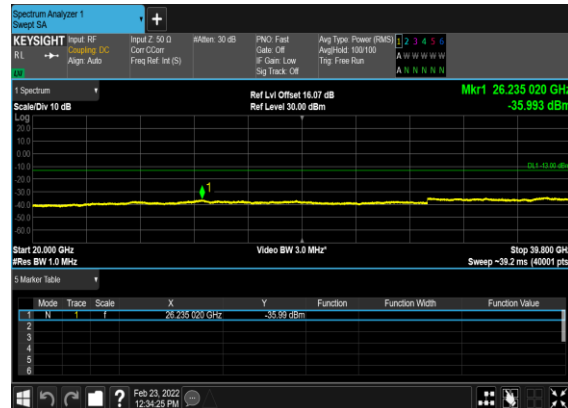 Spectrum Analyzer 1
Swept SA
+
KEYSIGHT Input: RF Input Z: 50 Ω #Atten: 30 dB PNO: Fast Avg Type: Power (RMS) 1 2 3 4 5 6
RL Coupling: DC Corr CCorr Gate: Off Avg|Hold: 100/100 A W W W W W
Align: Auto Freq Ref: Int (S) IF Gain: Low Trig: Free Run
Sig Track: Off A N N N N N
1 Spectrum
Ref Lvl Offset 16.07 dB Mkr1 26.235 020 GHz
Scale/Div 10 dB Ref Level 30.00 dBm -35.993 dBm
Log
20.0
10.0
0.00
-10.0
DL1 -13.00 dBm
-20.0
-30.0
1
-40.0
-50.0
-60.0
Start 20.000 GHz Video BW 3.0 MHz* Stop 39.800 GHz
#Res BW 1.0 MHz Sweep ~39.2 ms (40001 pts)
5 Marker Table
Mode Trace Scale X Y Function Function Width Function Value
1 N 1 f 26.235 020 GHz -35.99 dBm
2
3
4
5
6
? Feb 23, 2022
12:34:25 PM